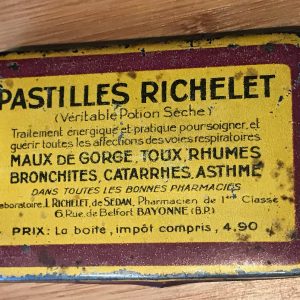 PASTILLES RICHELET
(Véritable Potion Sèche)
Traitement énergique et pratique pour soigner, et
guérir toutes les affections des voies respiratoires
MAUX DE GORGE, TOUX, RHUMES
BRONCHITES, CATARRHES, ASTHME
DANS TOUTES LES BONNES PHARMACIES
Laboratoire L. RICHELET, de SEDAN, Pharmacien de 1ère Classe
6, Rue de Belfort BAYONNE (B.P.)
PRIX: La boîte, impôt compris, 4,90